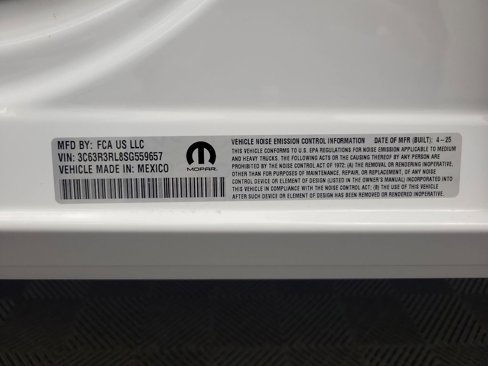 MFD BY: FCA US LLC
VIN: 3C63R3RL8SG559657
VEHICLE MADE IN: MEXICO
MOPAR
VEHICLE NOISE EMISSION CONTROL INFORMATION DATE OF MFR (BUILT): 4-25
THIS VEHICLE CONFORMS TO U.S. EPA REGULATIONS FOR NOISE EMISSION APPLICABLE TO MEDIUM
AND HEAVY TRUCKS. THE FOLLOWING ACTS OR THE CAUSING THEREOF BY ANY PERSON ARE
PROHIBITED BY THE NOISE CONTROL ACT OF 1972: (A) THE REMOVAL OR RENDERING INOPERATIVE,
OTHER THAN FOR PURPOSES OF MAINTENANCE, REPAIR, OR REPLACEMENT, OF ANY NOISE
CONTROL DEVICE OR ELEMENT OF DESIGN (LISTED IN THE OWNER'S MANUAL) INCORPORATED INTO
THIS VEHICLE IN COMPLIANCE WITH THE NOISE CONTROL ACT; (B) THE USE OF THIS VEHICLE
AFTER SUCH DEVICE OR ELEMENT OF DESIGN HAS BEEN REMOVED OR RENDERED INOPERATIVE.